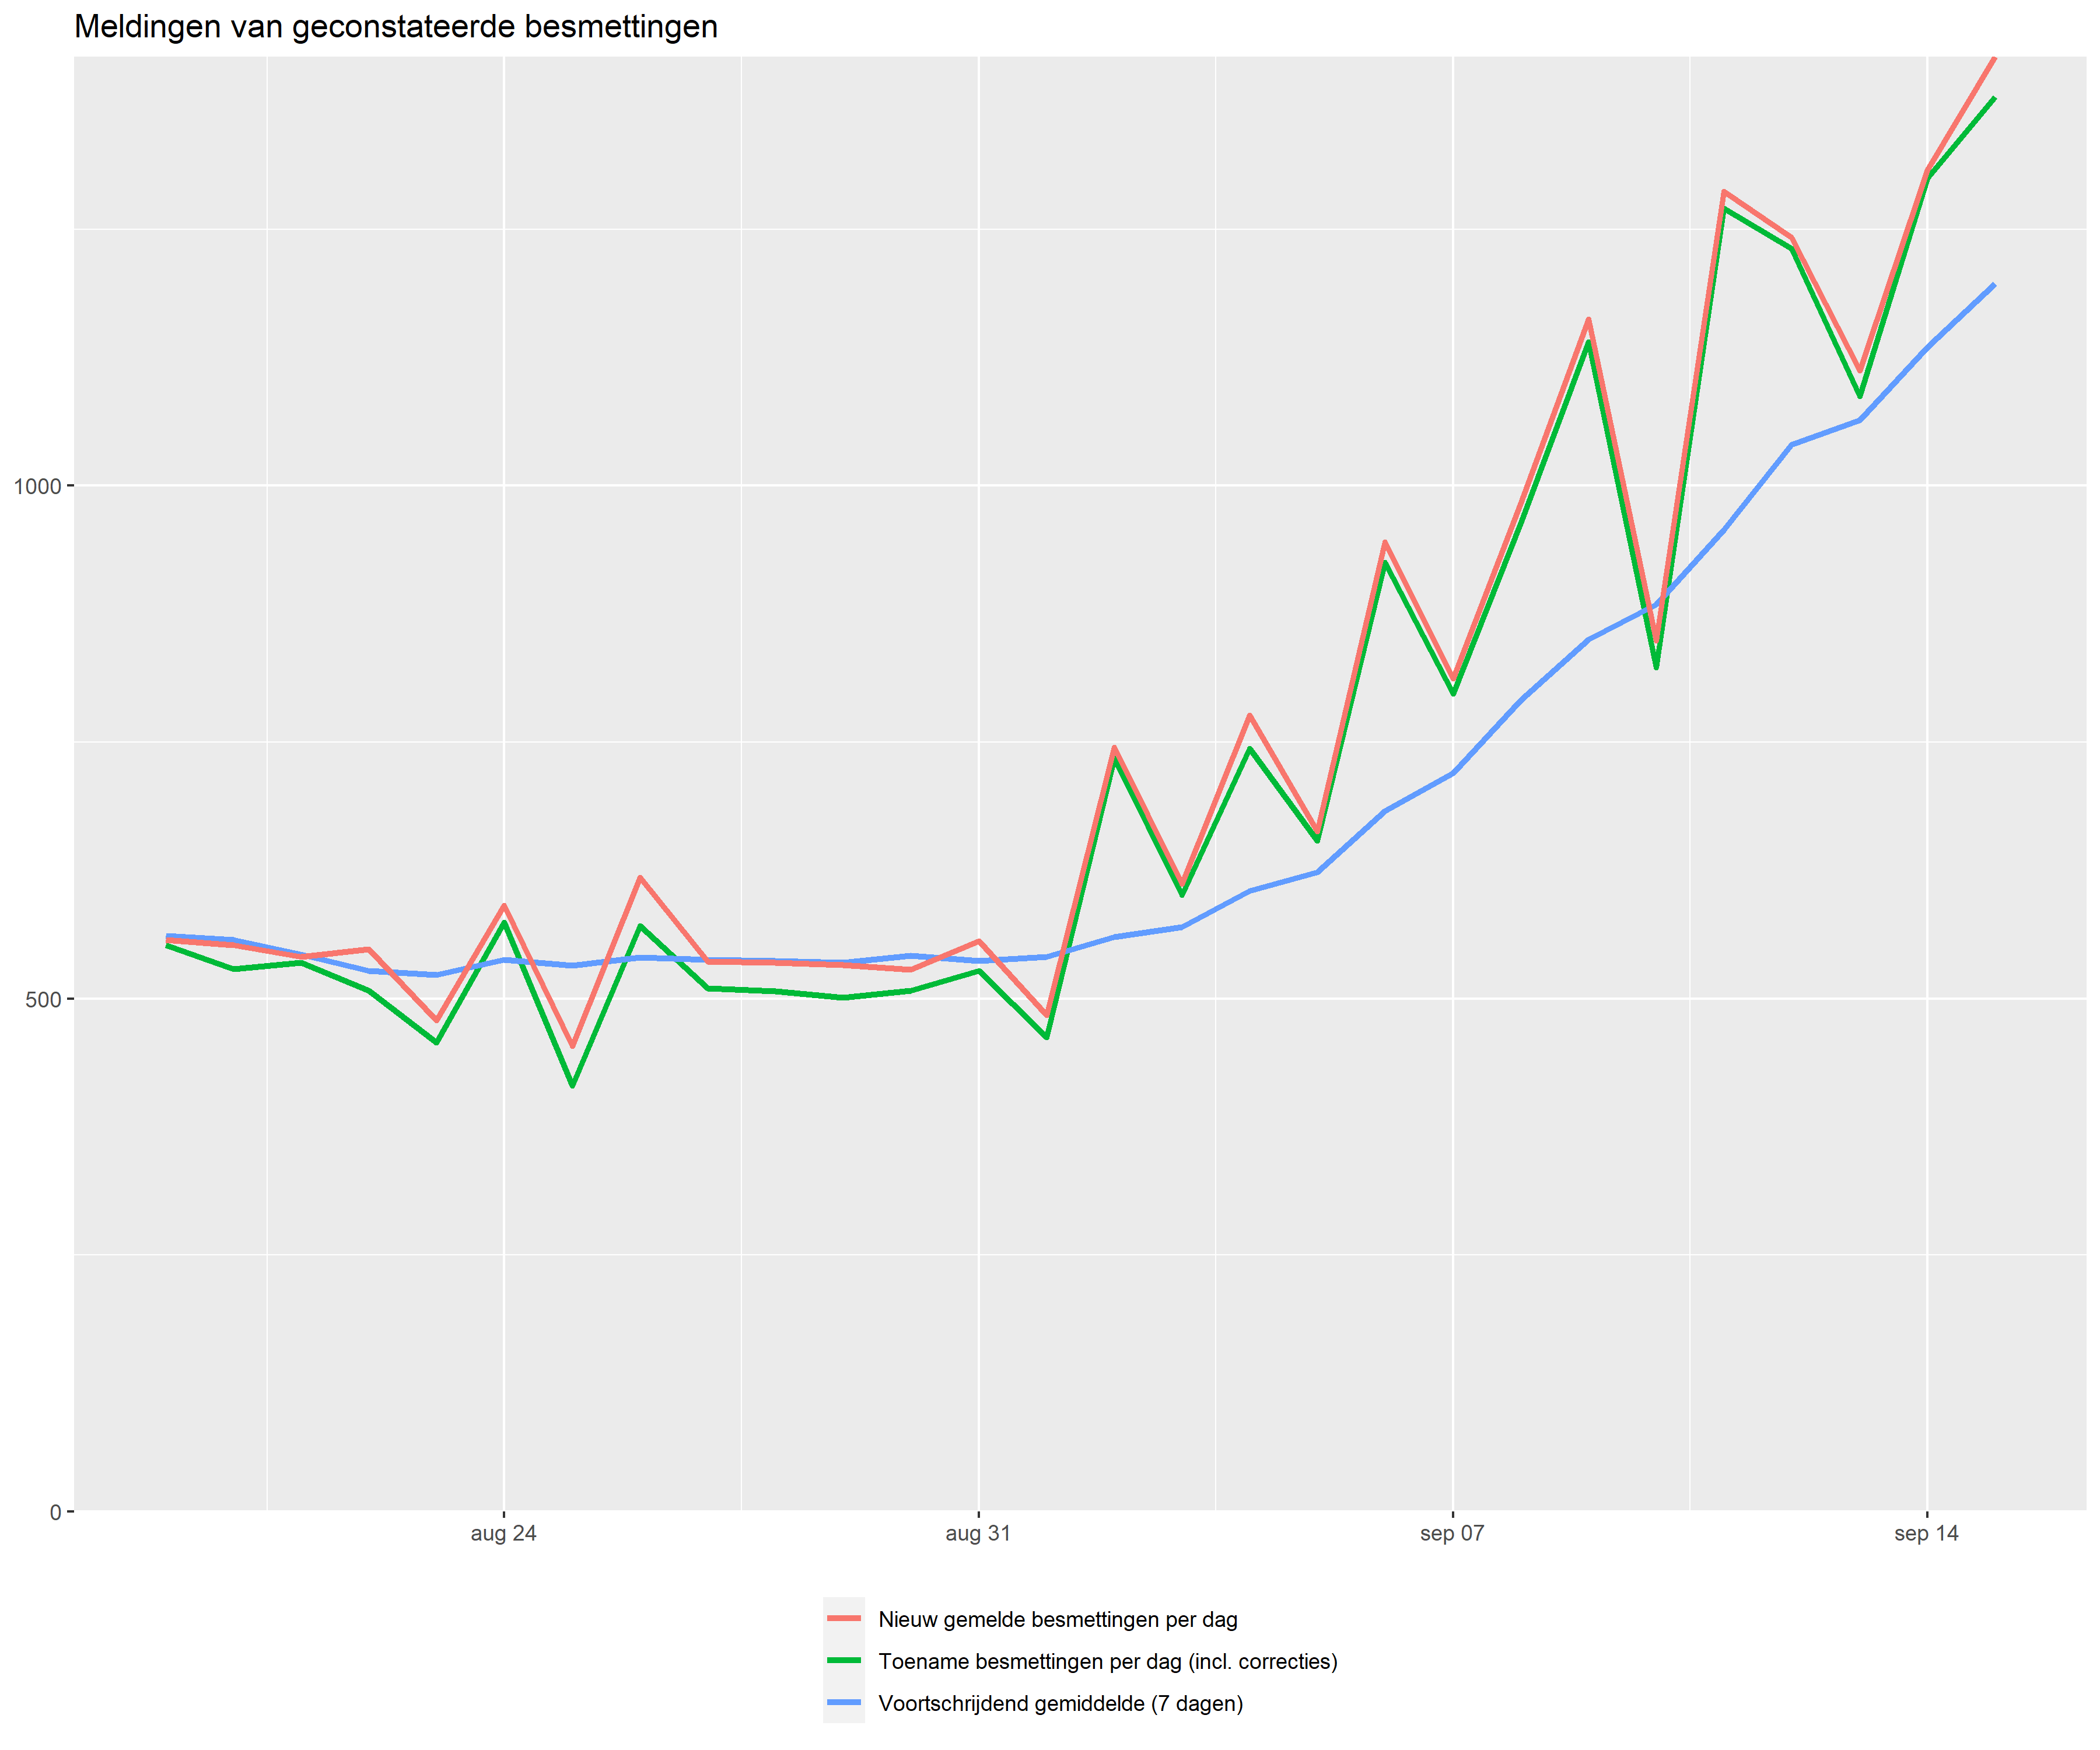 Meldingen van geconstateerde besmettingen
1000
500
0
aug 24
aug 31
sep 07
sep 14
Nieuw gemelde besmettingen per dag
Toename besmettingen per dag (incl. correcties)
Voortschrijdend gemiddelde (7 dagen)